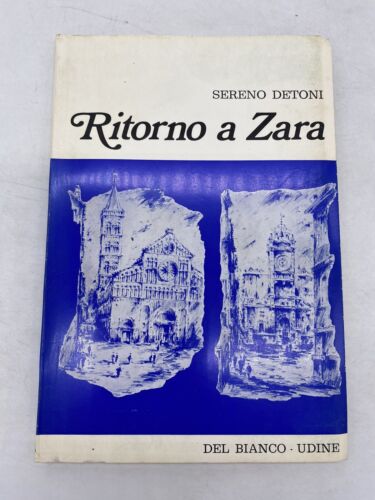 SERENO DETONI
Ritorno a Zara
DEL BIANCO · UDINE